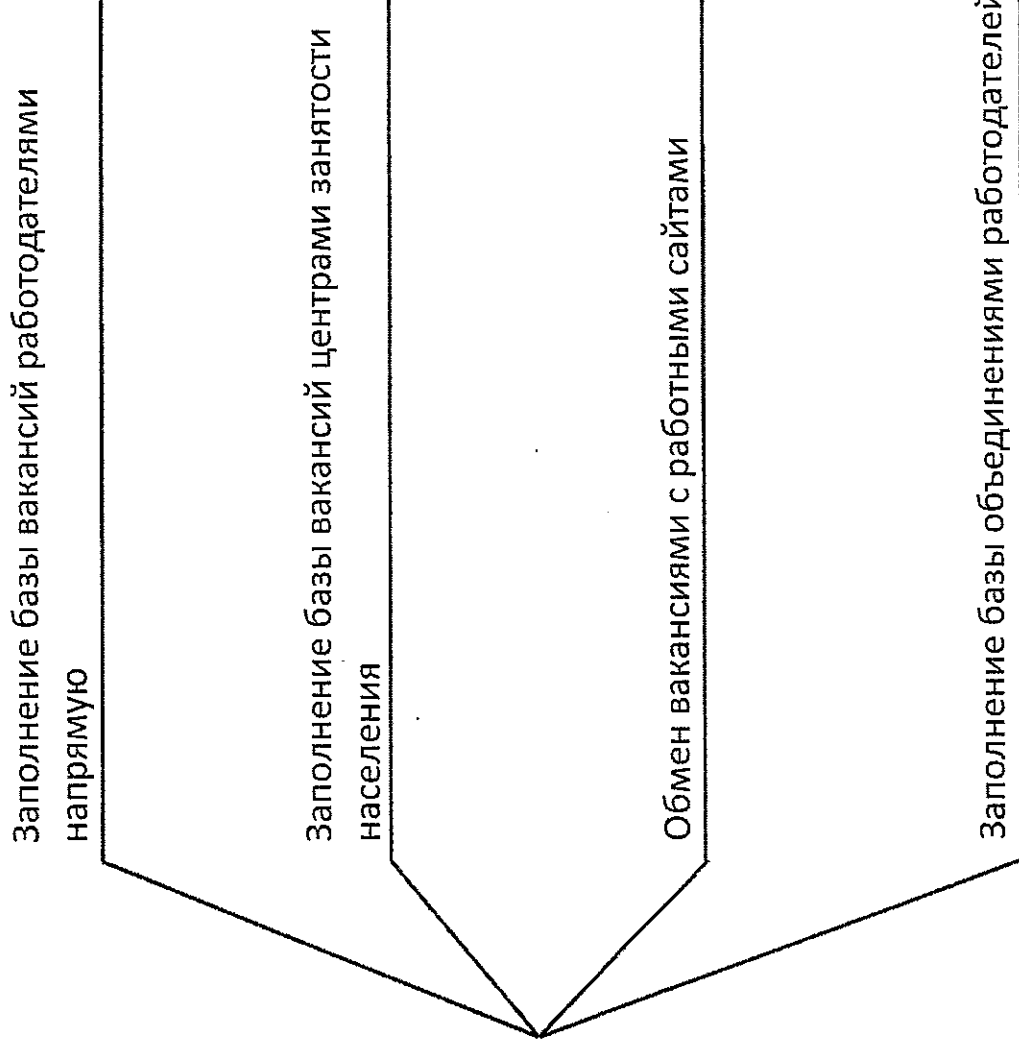 Заполнение базы вакансий работодателями
напрямую
Заполнение базы вакансий центрами занятости
населения
Обмен вакансиями с работными сайтами
Заполнение базы объединениями работодателей